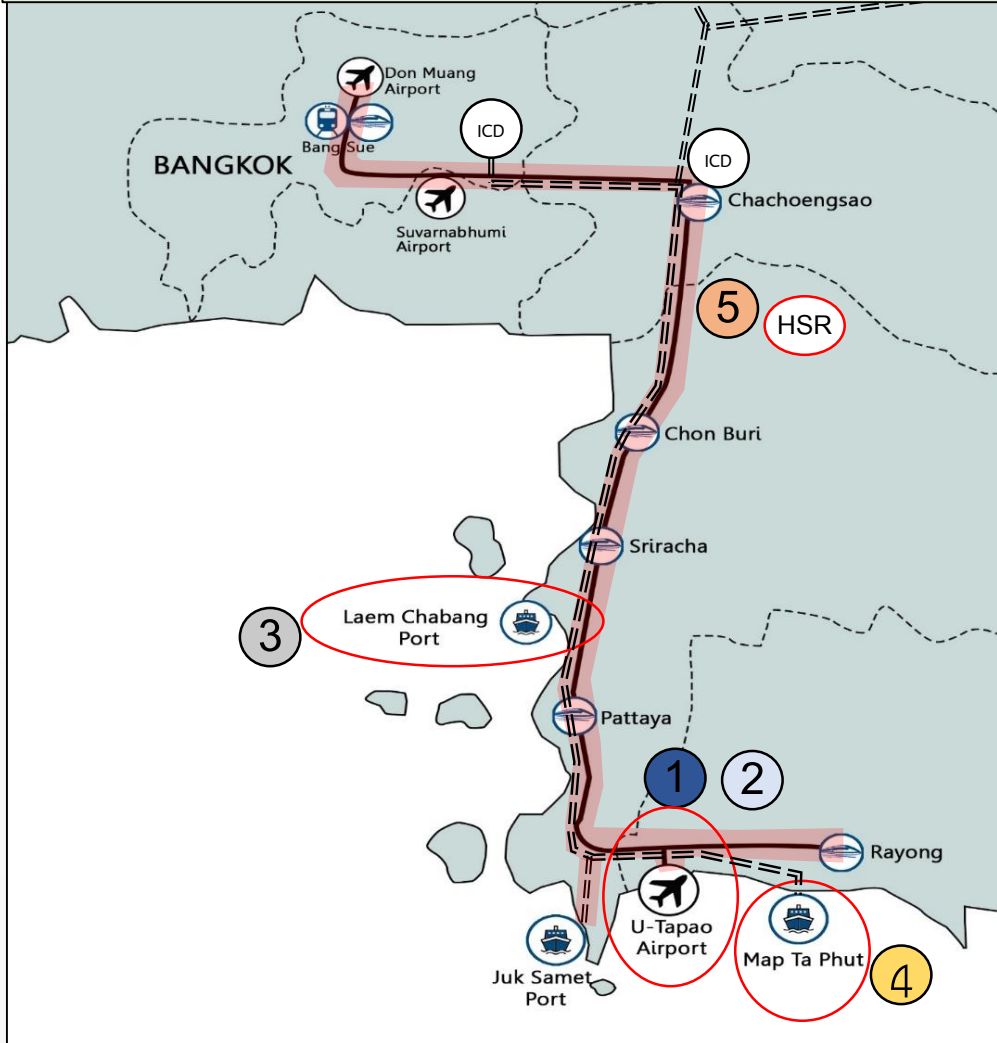 Don Muang
Airport
Bang Sue
BANGKOK
ICD
ICD
Chachoengsao
Suvarnabhumi
Airport
5
HSR
Chon Buri
Sriracha
Laem Chabang
Port
3
Pattaya
1
2
Rayong
U-Tapao
Airport
Map Ta Phut
4
Juk Samet
Port